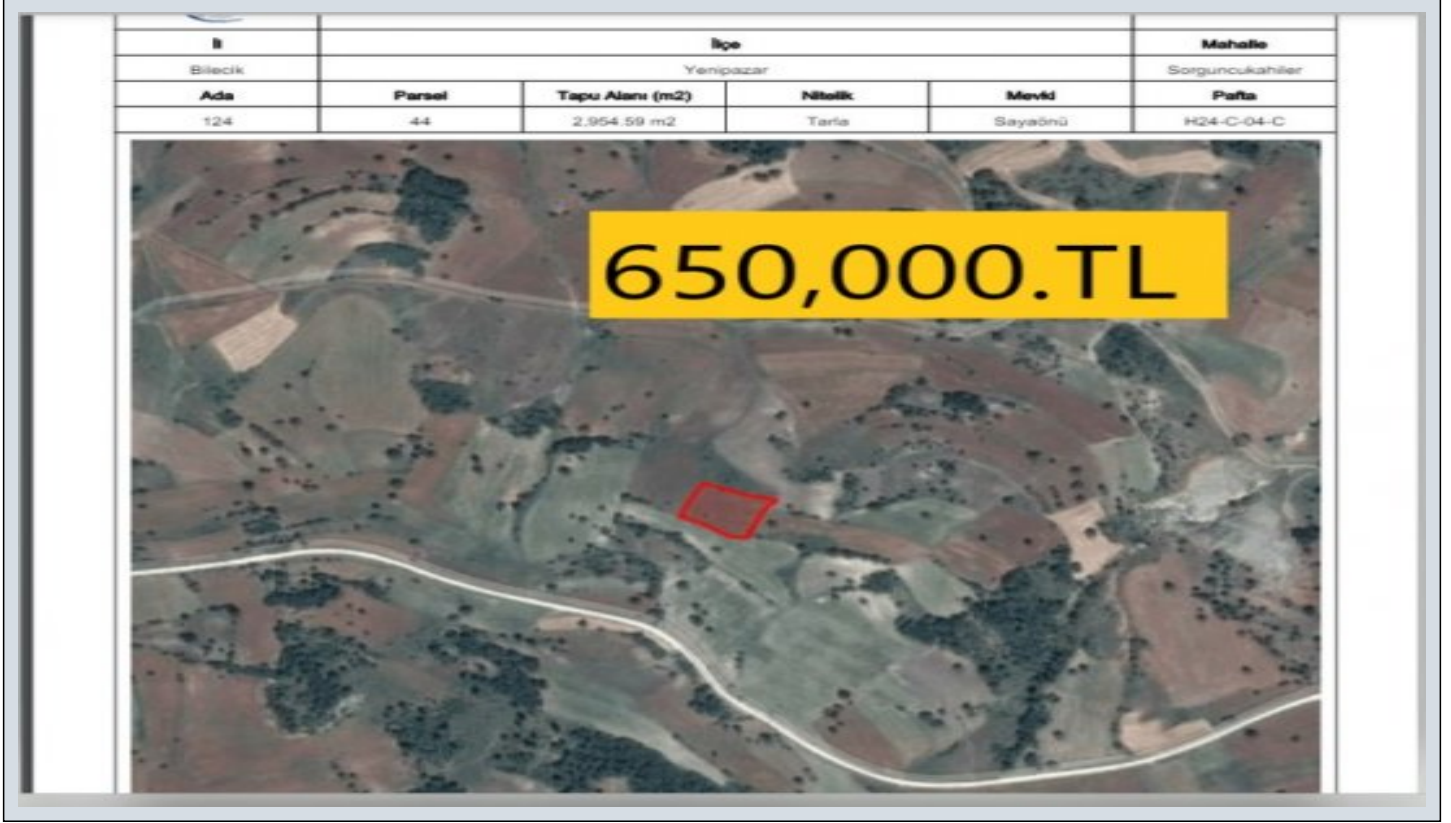 İli İlçe Mahalle
Bilecik Yenipazar Sorguncukahiler
Ada Parsel Tapu Alanı (m2) Nitelik Mevki Pafta
124 44 2,954.59 m2 Tarla Sayaönü H24-C-04-C
650,000.TL